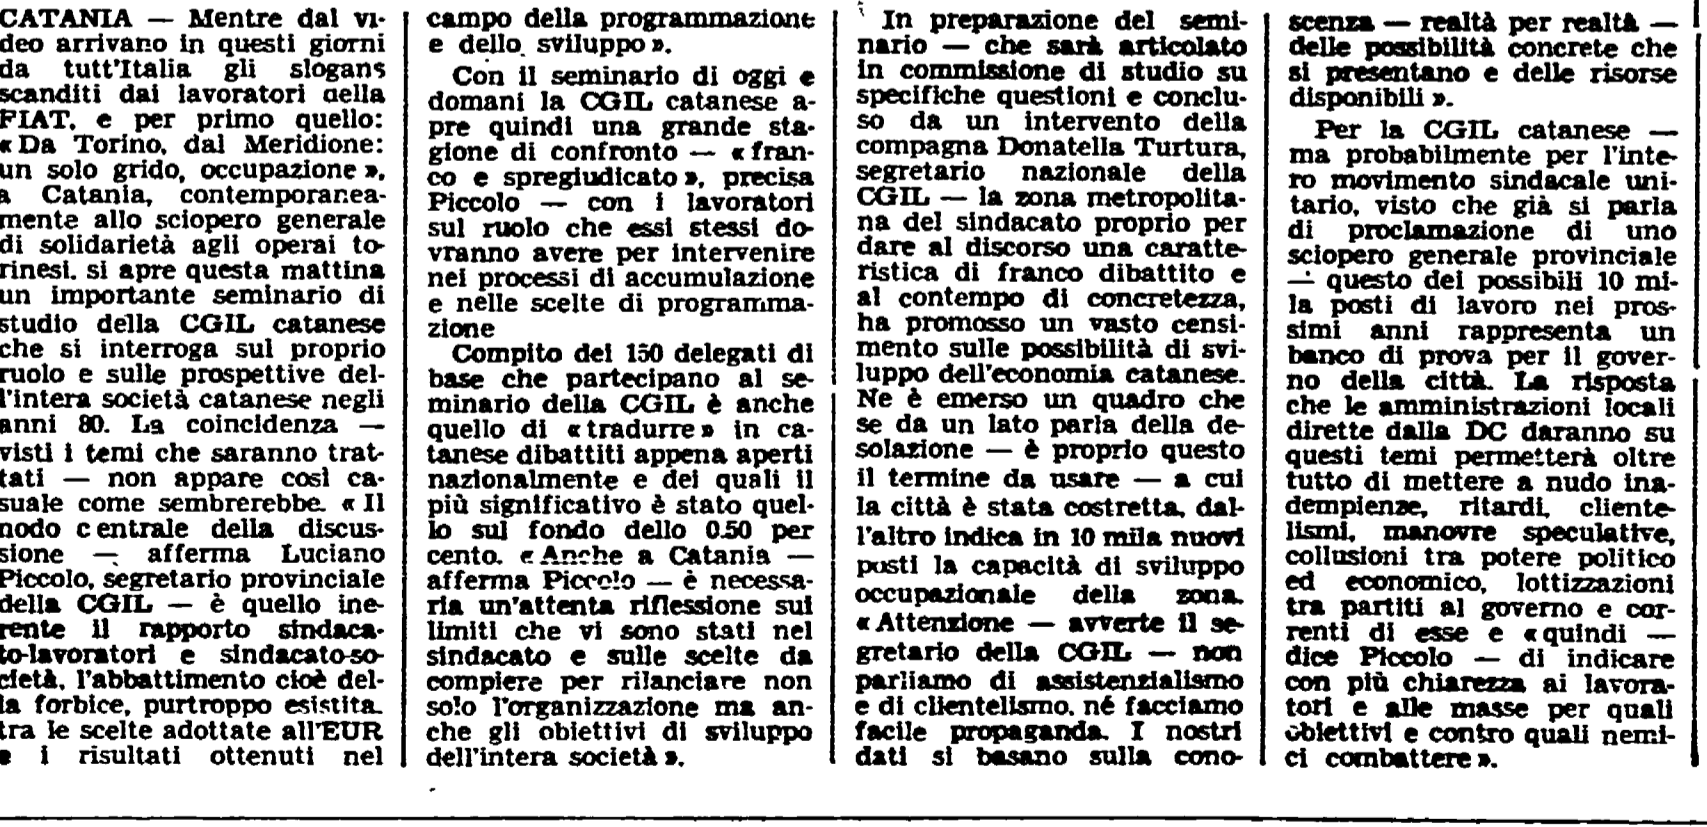 CATANIA — Mentre dal vi-
deo arrivano in questi giorni
da tutt'Italia gli slogans
scanditi dai lavoratori della
FIAT, e per primo quello:
« Da Torino, dal Meridione:
un solo grido, occupazione »,
a Catania, contemporanea-
mente allo sciopero generale
di solidarietà agli operai to-
rinesi, si apre questa mattina
un importante seminario di
studio della CGIL catanese
che si interroga sul proprio
ruolo e sulle prospettive del-
l'intera società catanese negli
anni 80. La coincidenza —
visti i temi che saranno trat-
tati — non appare così ca-
suale come sembrerebbe. « Il
nodo centrale della discus-
sione — afferma Luciano
Piccolo, segretario provinciale
della CGIL — è quello ine-
rente il rapporto sindaca-
to-lavoratori e sindacato-so-
cietà, l'abbattimento cioè del-
la forbice, purtroppo esistita,
tra le scelte adottate all'EUR
e i risultati ottenuti nel
campo della programmazione
e dello sviluppo ».
Con il seminario di oggi e
domani la CGIL catanese a-
pre quindi una grande sta-
gione di confronto — « fran-
co e spregiudicato », precisa
Piccolo — con i lavoratori
sul ruolo che essi stessi do-
vranno avere per intervenire
nei processi di accumulazione
e nelle scelte di programma-
zione
Compito dei 150 delegati di
base che partecipano al se-
minario della CGIL è anche
quello di « tradurre » in ca-
tanese dibattiti appena aperti
nazionalmente e dei quali il
più significativo è stato quel-
lo sul fondo dello 0.50 per
cento. « Anche a Catania —
afferma Piccolo — è necessa-
ria un'attenta riflessione sui
limiti che vi sono stati nel
sindacato e sulle scelte da
compiere per rilanciare non
solo l'organizzazione ma an-
che gli obiettivi di sviluppo
dell'intera società ».
In preparazione del semi-
nario — che sarà articolato
in commissione di studio su
specifiche questioni e conclu-
so da un intervento della
compagna Donatella Turtura,
segretario nazionale della
CGIL — la zona metropolita-
na del sindacato proprio per
dare al discorso una caratte-
ristica di franco dibattito e
al contempo di concretezza,
ha promosso un vasto censi-
mento sulle possibilità di svi-
luppo dell'economia catanese.
Ne è emerso un quadro che
se da un lato parla della de-
solazione — è proprio questo
il termine da usare — a cui
la città è stata costretta, dal-
l'altro indica in 10 mila nuovi
posti la capacità di sviluppo
occupazionale della zona.
« Attenzione — avverte il se-
gretario della CGIL — non
parliamo di assistenzialismo
e di clientelismo, né facciamo
facile propaganda. I nostri
dati si basano sulla cono-
scenza — realtà per realtà —
delle possibilità concrete che
si presentano e delle risorse
disponibili ».
Per la CGIL catanese —
ma probabilmente per l'inte-
ro movimento sindacale uni-
tario, visto che già si parla
di proclamazione di uno
sciopero generale provinciale
— questo dei possibili 10 mi-
la posti di lavoro nei pros-
simi anni rappresenta un
banco di prova per il gover-
no della città. La risposta
che le amministrazioni locali
dirette dalla DC daranno su
questi temi permetterà oltre
tutto di mettere a nudo ina-
dempienze, ritardi, cliente-
lismi, manovre speculative,
collusioni tra potere politico
ed economico, lottizzazioni
tra partiti al governo e cor-
renti di esse e « quindi —
dice Piccolo — di indicare
con più chiarezza ai lavora-
tori e alle masse per quali
obiettivi e contro quali nemi-
ci combattere ».